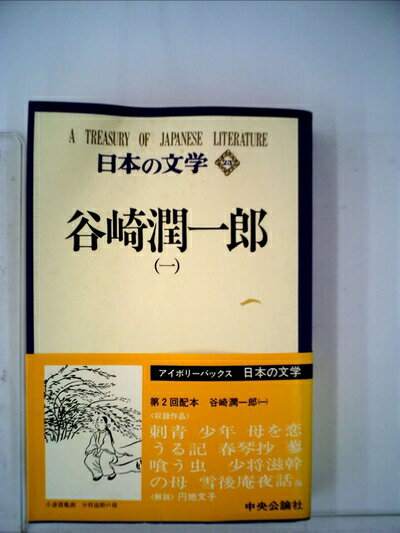 A TREASURY OF JAPANESE LITERATURE
日本の文学 23
谷崎潤一郎
(一)
アイボリーバックス 日本の文学
第2回配本 谷崎潤一郎(一)
〈収録作品〉
刺青 少年 母を恋
うる記 春琴抄 蓼
喰う虫 少将滋幹
の母 雪後庵夜話 他
〈解説〉円地文子
小倉遊亀画 少将滋幹の母
中央公論社